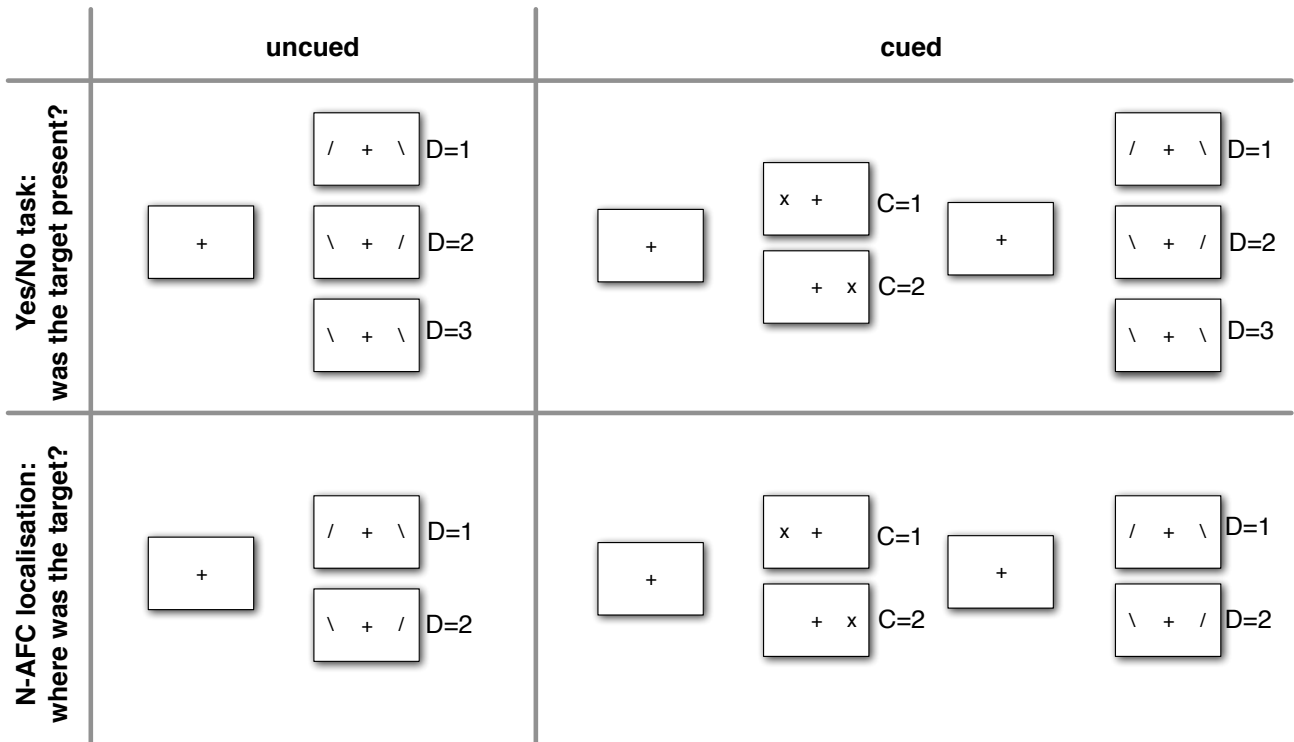 uncued
cued
Yes/No task:
was the target present?
+
/ + \ D=1
\ + / D=2
\ + \ D=3
+
x + C=1
+ x C=2
+
/ + \ D=1
\ + / D=2
\ + \ D=3
N-AFC localisation:
where was the target?
+
/ + \ D=1
\ + / D=2
+
x + C=1
+ x C=2
+
/ + \ D=1
\ + / D=2